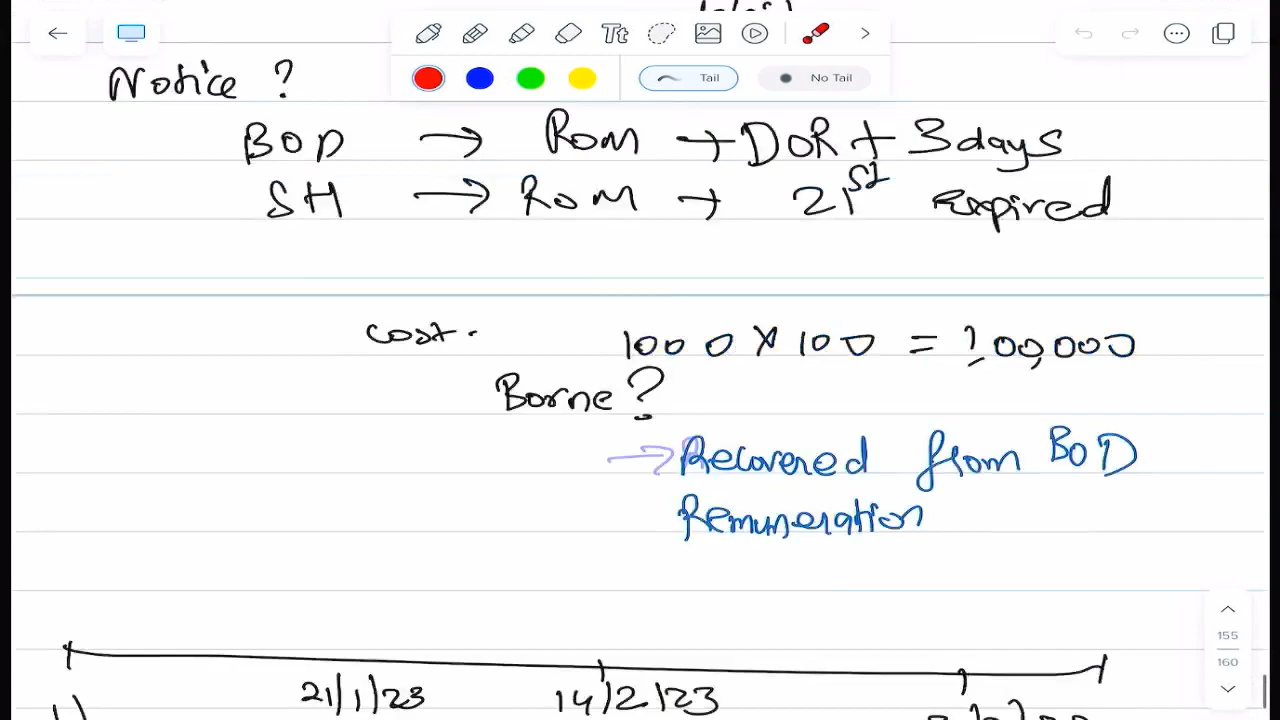 Tt
Tail
No Tail
Notice ?
BOD → ROM → DOR + 3 days
SH → ROM → 21st expired
cost.
1000 X 100 = 1,00,000
Borne ?
→ Recovered from BOD
Remuneration
155
160
21/1/23
14/2/23